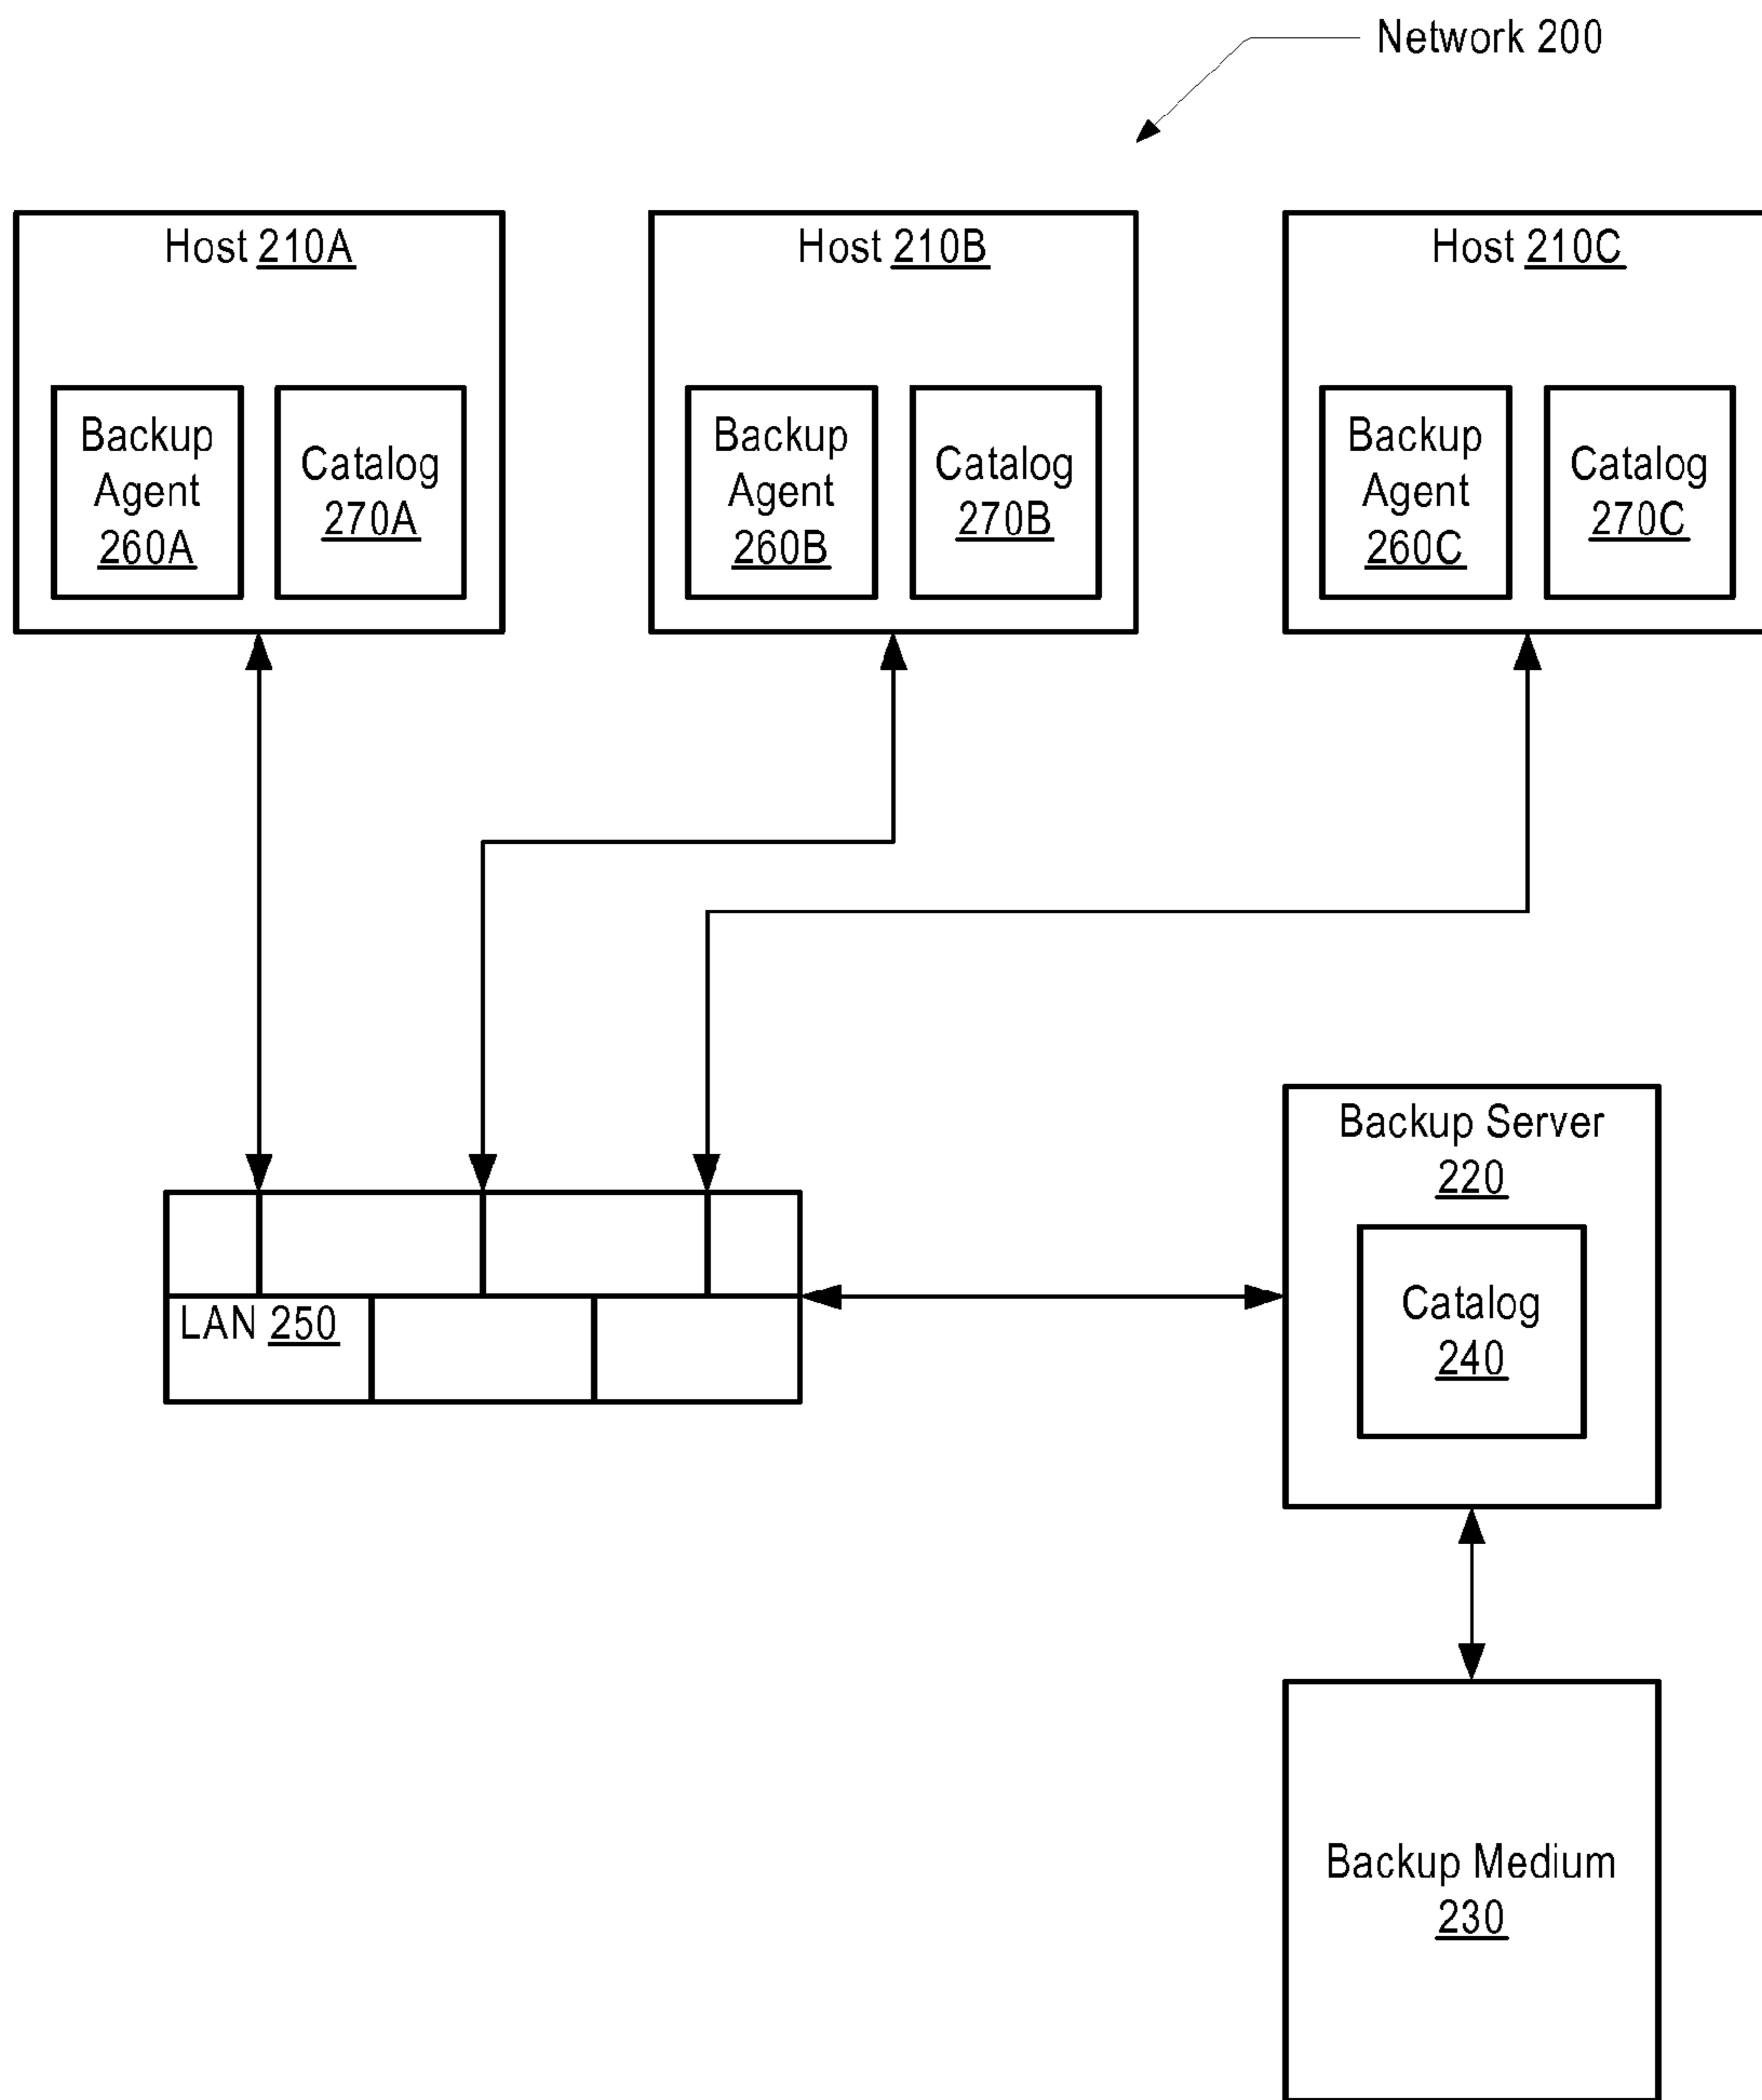 Network 200
Host 210A
Backup
Agent
260A
Catalog
270A
Host 210B
Backup
Agent
260B
Catalog
270B
Host 210C
Backup
Agent
260C
Catalog
270C
LAN 250
Backup Server
220
Catalog
240
Backup Medium
230